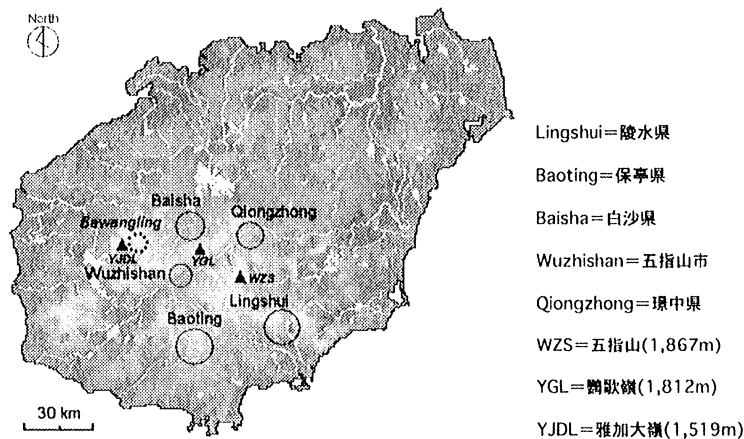 North
Baisha
Qiongzhong
Bawangling
YJDL
YGL
Wuzhishan
WZS
Lingshui
Baoting
30 km
Lingshui=陵水県
Baoting=保亭県
Baisha=白沙県
Wuzhishan=五指山市
Qiongzhong=璟中県
WZS=五指山(1,867m)
YGL=鸚歌嶺(1,812m)
YJDL=雅加大嶺(1,519m)